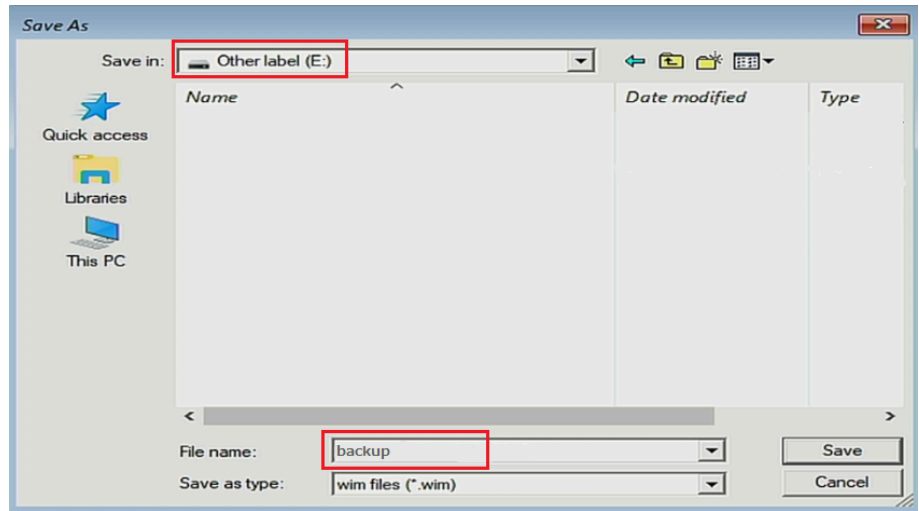 Save As
Save in: Other label (E:)
Name Date modified Type
Quick access
Libraries
This PC
File name: backup Save
Save as type: wim files (*.wim) Cancel